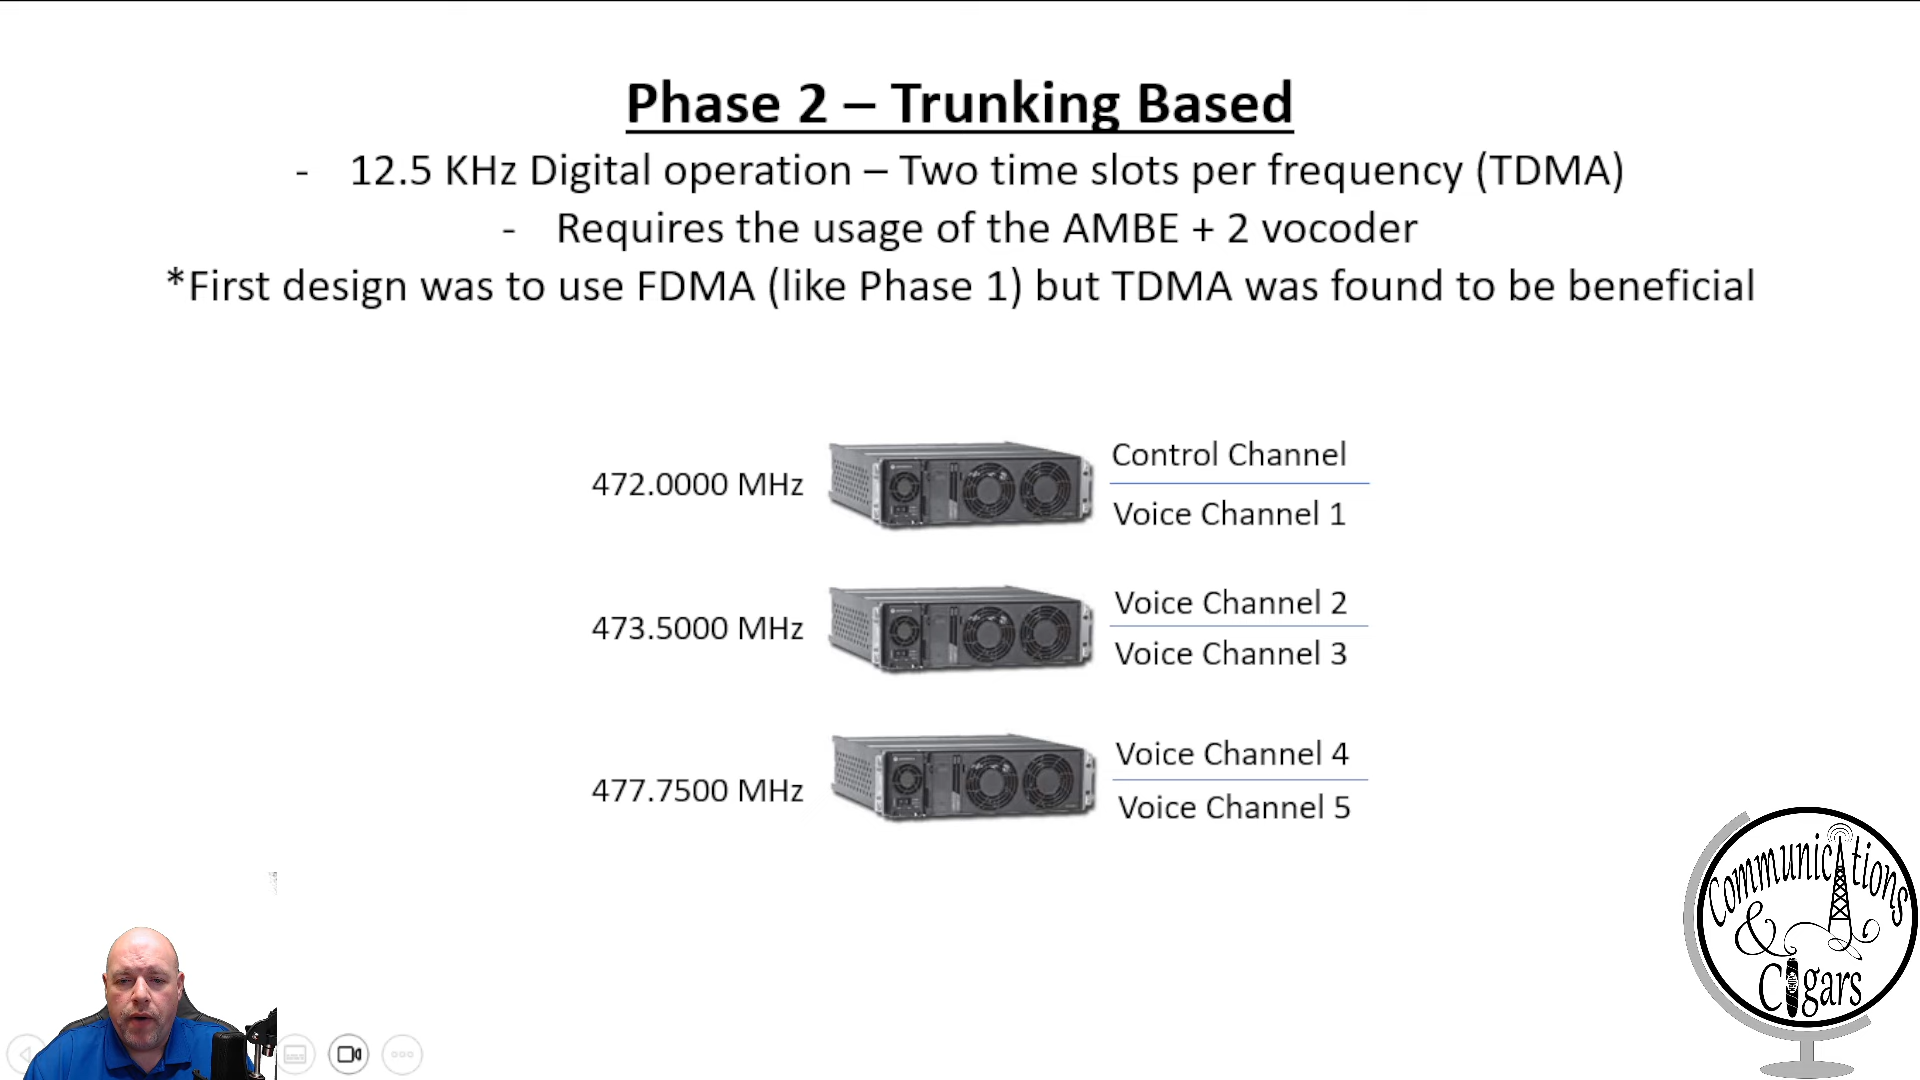 Phase 2 – Trunking Based
- 12.5 KHz Digital operation – Two time slots per frequency (TDMA)
- Requires the usage of the AMBE + 2 vocoder
*First design was to use FDMA (like Phase 1) but TDMA was found to be beneficial
472.0000 MHz
Control Channel
Voice Channel 1
473.5000 MHz
Voice Channel 2
Voice Channel 3
477.7500 MHz
Voice Channel 4
Voice Channel 5
Communications
&
Cigars